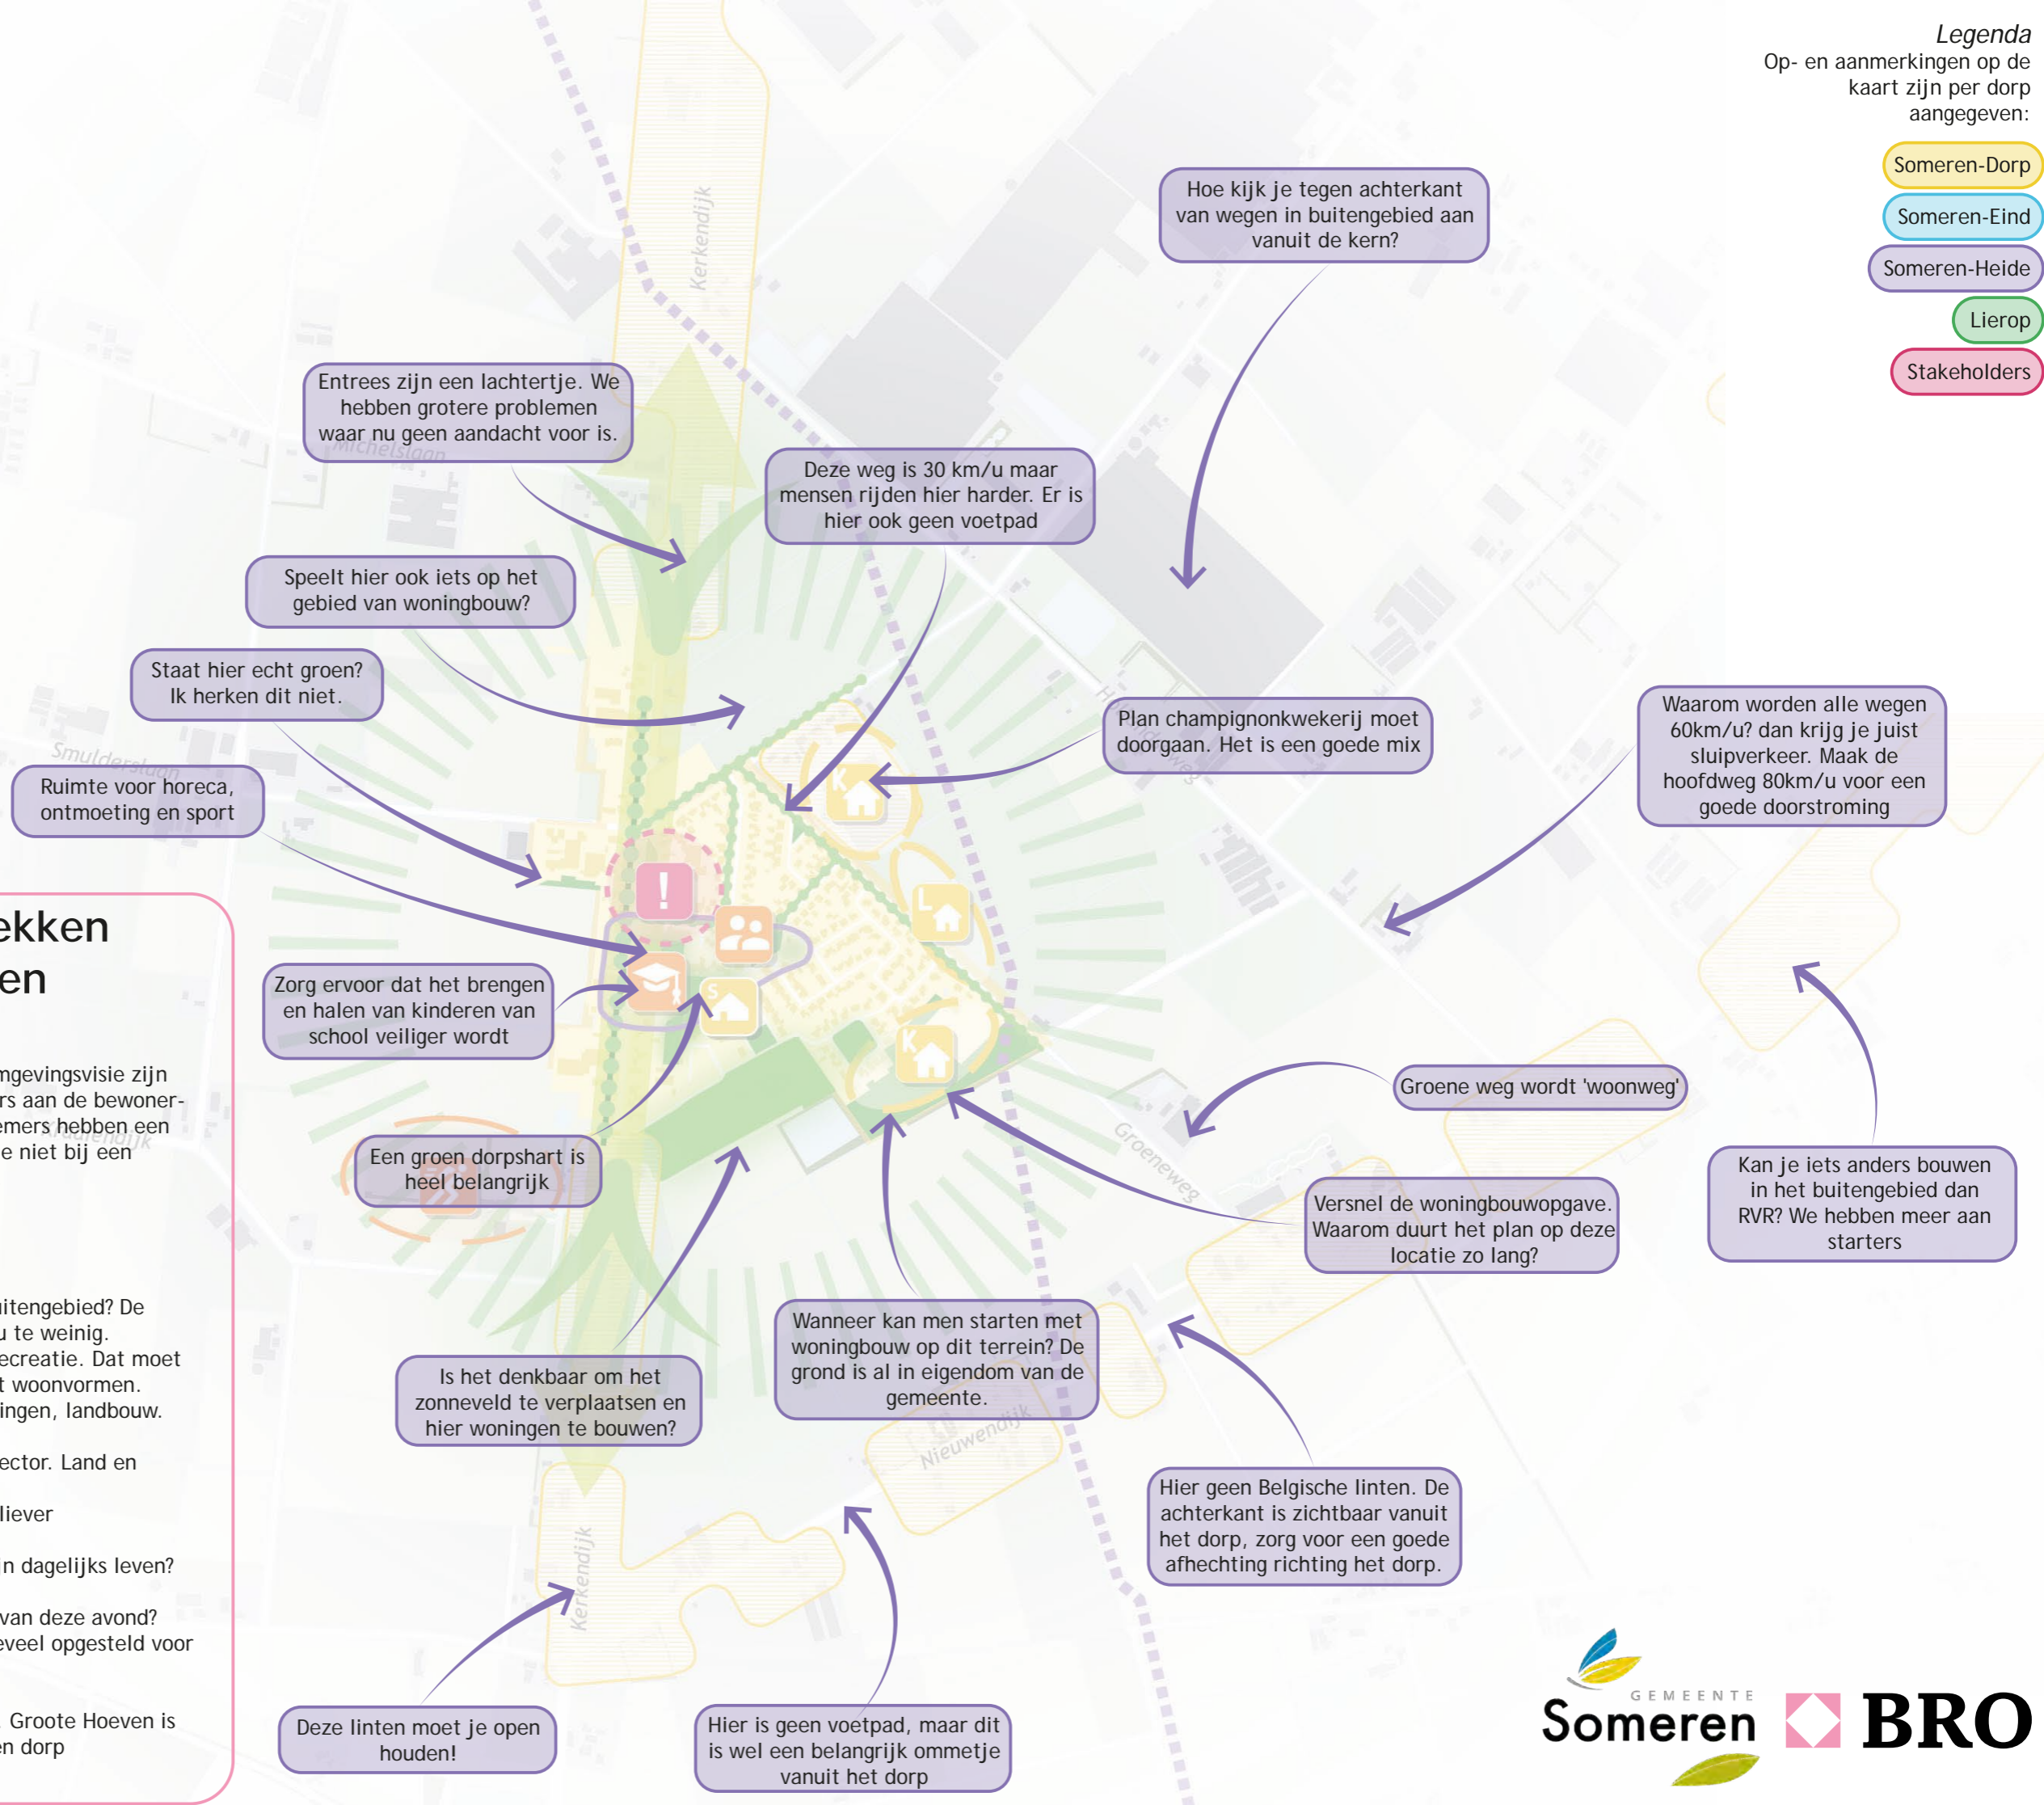 Legenda
Op- en aanmerkingen op de
kaart zijn per dorp
aangegeven:
Someren-Dorp
Someren-Eind
Someren-Heide
Lierop
Stakeholders
Hoe kijk je tegen achterkant
van wegen in buitengebied aan
vanuit de kern?
Kerkendijk
Entrees zijn een lachtertje. We
hebben grotere problemen
waar nu geen aandacht voor is.
Michelslaan
Deze weg is 30 km/u maar
mensen rijden hier harder. Er is
hier ook geen voetpad
Speelt hier ook iets op het
gebied van woningbouw?
Staat hier echt groen?
Ik herken dit niet.
Smulderslaan
Ruimte voor horeca,
ontmoeting en sport
Plan champignonkwekerij moet
doorgaan. Het is een goede mix
Waarom worden alle wegen
60km/u? dan krijg je juist
sluipverkeer. Maak de
hoofdweg 80km/u voor een
goede doorstroming
K
!
L
S
K
Zorg ervoor dat het brengen
en halen van kinderen van
school veiliger wordt
Een groen dorpshart is
heel belangrijk
Groene weg wordt 'woonweg'
Groeneweg
Versnel de woningbouwopgave.
Waarom duurt het plan op deze
locatie zo lang?
Kan je iets anders bouwen
in het buitengebied dan
RVR? We hebben meer aan
starters
Wanneer kan men starten met
woningbouw op dit terrein? De
grond is al in eigendom van de
gemeente.
Is het denkbaar om het
zonneveld te verplaatsen en
hier woningen te bouwen?
Nieuwendijk
Hier geen Belgische linten. De
achterkant is zichtbaar vanuit
het dorp, zorg voor een goede
afhechting richting het dorp.
Kerkendijk
Deze linten moet je open
houden!
Hier is geen voetpad, maar dit
is wel een belangrijk ommetje
vanuit het dorp
ekken
en
mgevingsvisie zijn
rs aan de bewoner-
emers hebben een
e niet bij een
uitengebied? De
u te weinig.
ecreatie. Dat moet
t woonvormen.
ingen, landbouw.
ector. Land en
liever
jn dagelijks leven?
van deze avond?
eveel opgesteld voor
. Groote Hoeven is
en dorp
GEMEENTE
Someren
BRO